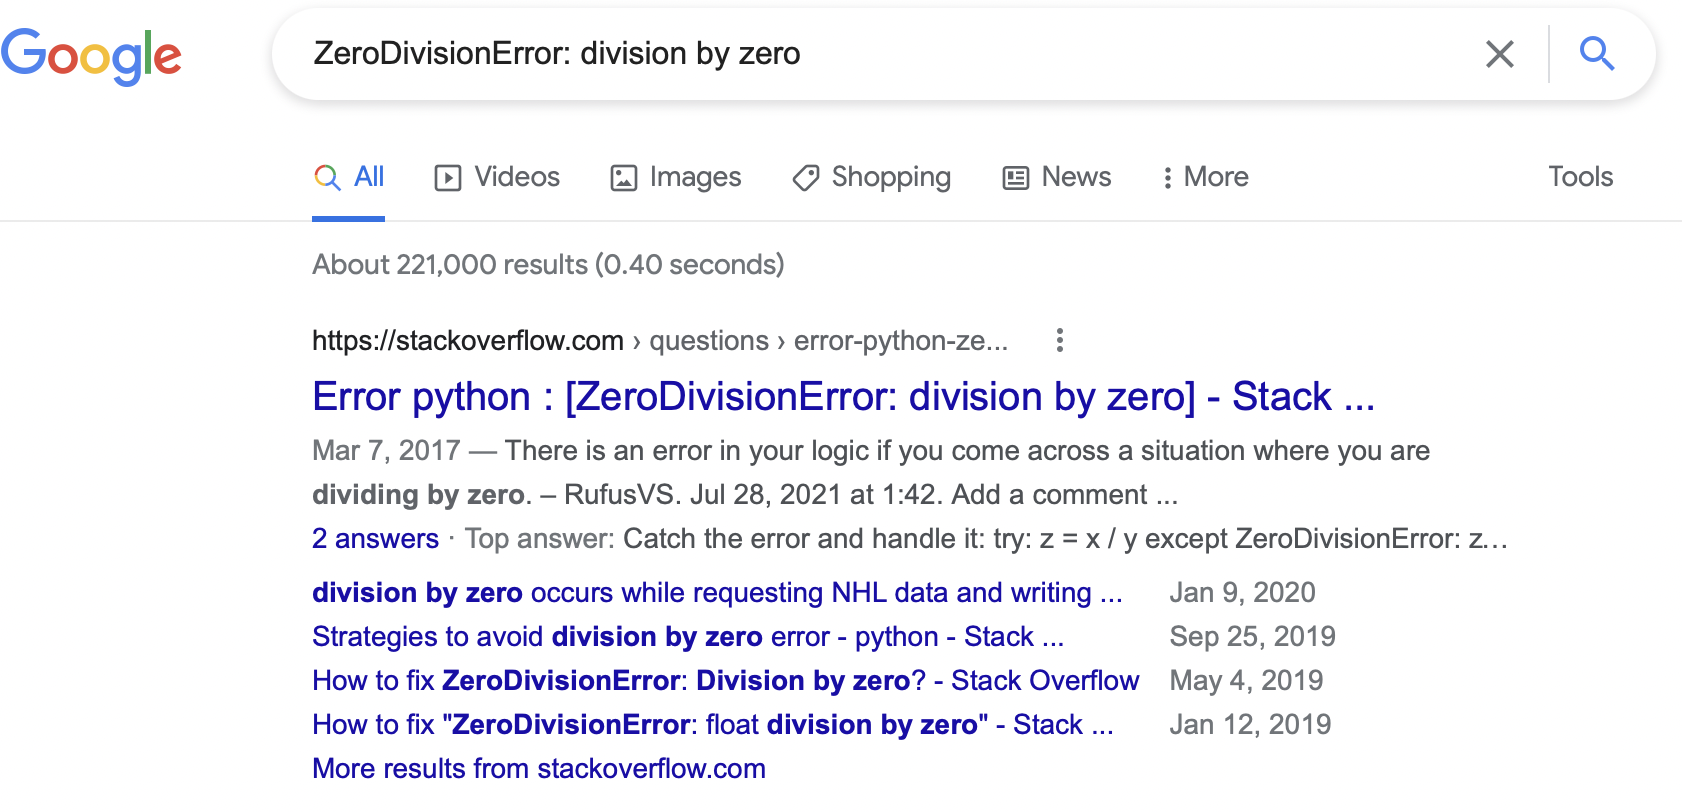 Google
ZeroDivisionError: division by zero
All Videos Images Shopping News More Tools
About 221,000 results (0.40 seconds)
https://stackoverflow.com › questions › error-python-ze...
Error python : [ZeroDivisionError: division by zero] - Stack ...
Mar 7, 2017 — There is an error in your logic if you come across a situation where you are
dividing by zero. – RufusVS. Jul 28, 2021 at 1:42. Add a comment ...
2 answers · Top answer: Catch the error and handle it: try: z = x / y except ZeroDivisionError: z...
division by zero occurs while requesting NHL data and writing ... Jan 9, 2020
Strategies to avoid division by zero error - python - Stack ... Sep 25, 2019
How to fix ZeroDivisionError: Division by zero? - Stack Overflow May 4, 2019
How to fix "ZeroDivisionError: float division by zero" - Stack ... Jan 12, 2019
More results from stackoverflow.com